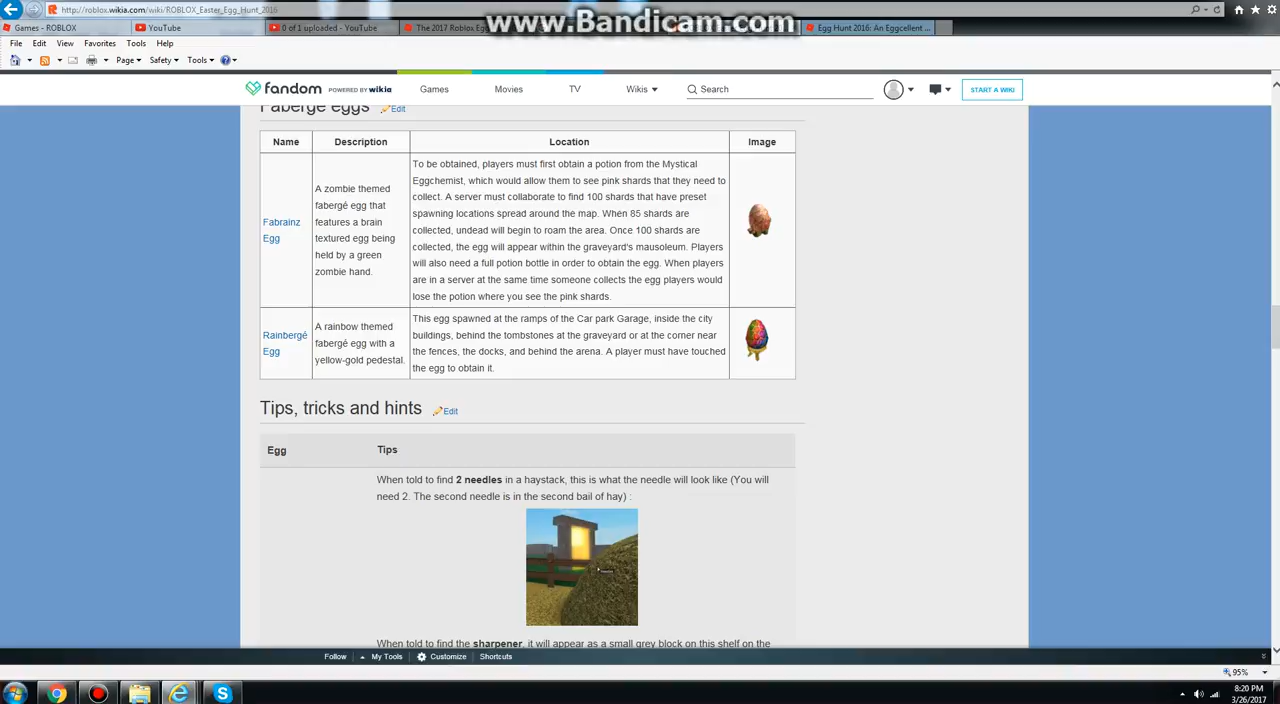 www.Bandicam.com
http://roblox.wikia.com/wiki/ROBLOX_Easter_Egg_Hunt_2016
Games - ROBLOX
YouTube
0 of 1 uploaded - YouTube
The 2017 Roblox Eg
Egg Hunt 2016: An Eggcellent ...
File Edit View Favorites Tools Help
Page Safety Tools
fandom POWERED BY wikia Games Movies TV Wikis Search START A WIKI
Faberge eggs Edit
Name Description Location Image
Fabrainz
Egg
A zombie themed
fabergé egg that
features a brain
textured egg being
held by a green
zombie hand.
To be obtained, players must first obtain a potion from the Mystical
Eggchemist, which would allow them to see pink shards that they need to
collect. A server must collaborate to find 100 shards that have preset
spawning locations spread around the map. When 85 shards are
collected, undead will begin to roam the area. Once 100 shards are
collected, the egg will appear within the graveyard's mausoleum. Players
will also need a full potion bottle in order to obtain the egg. When players
are in a server at the same time someone collects the egg players would
lose the potion where you see the pink shards.
Rainbergé
Egg
A rainbow themed
fabergé egg with a
yellow-gold pedestal.
This egg spawned at the ramps of the Car park Garage, inside the city
buildings, behind the tombstones at the graveyard or at the corner near
the fences, the docks, and behind the arena. A player must have touched
the egg to obtain it.
Tips, tricks and hints Edit
Egg Tips
When told to find 2 needles in a haystack, this is what the needle will look like (You will
need 2. The second needle is in the second bail of hay) :
When told to find the sharpener, it will appear as a small grey block on this shelf on the
Follow My Tools Customize Shortcuts
95%
8:20 PM
3/26/2017